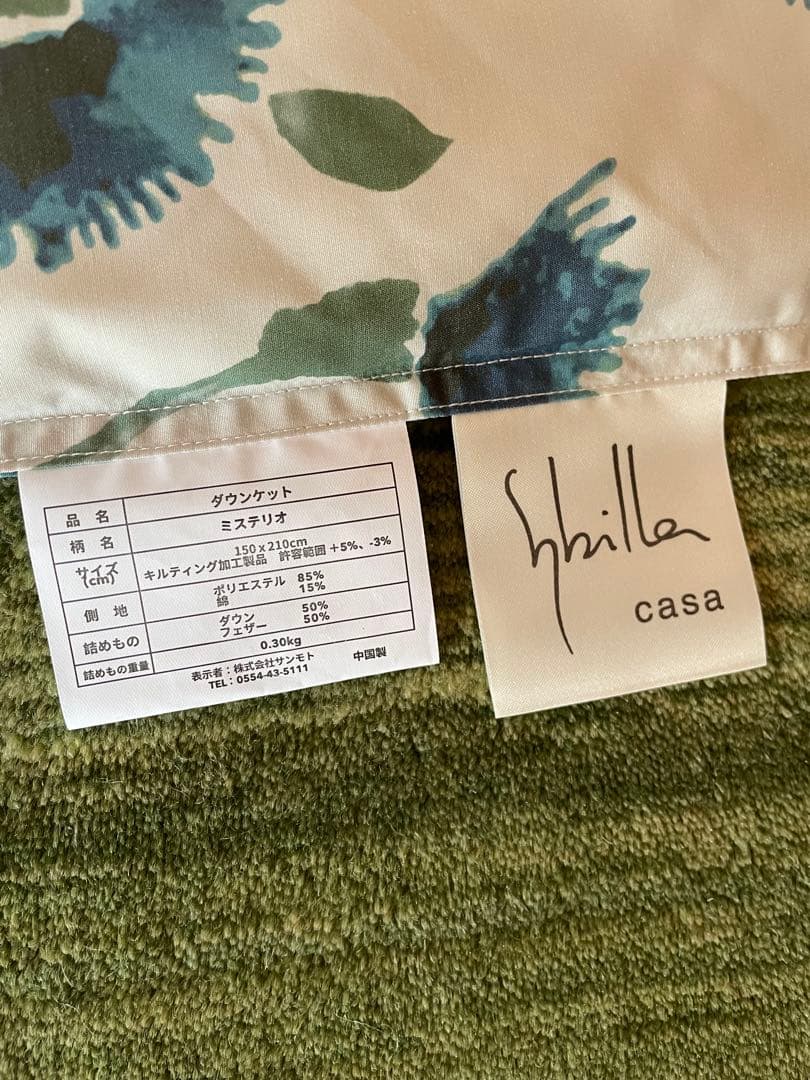 品 名 ダウンケット
柄 名 ミステリオ
サイズ(cm) 150x210cm
キルティング加工製品 許容範囲 +5%、-3%
側 地 ポリエステル 85%
綿 15%
詰めもの ダウン 50%
フェザー 50%
詰めもの重量 0.30kg
表示者：株式会社サンモト 中国製
TEL：0554-43-5111
Sybilla
casa